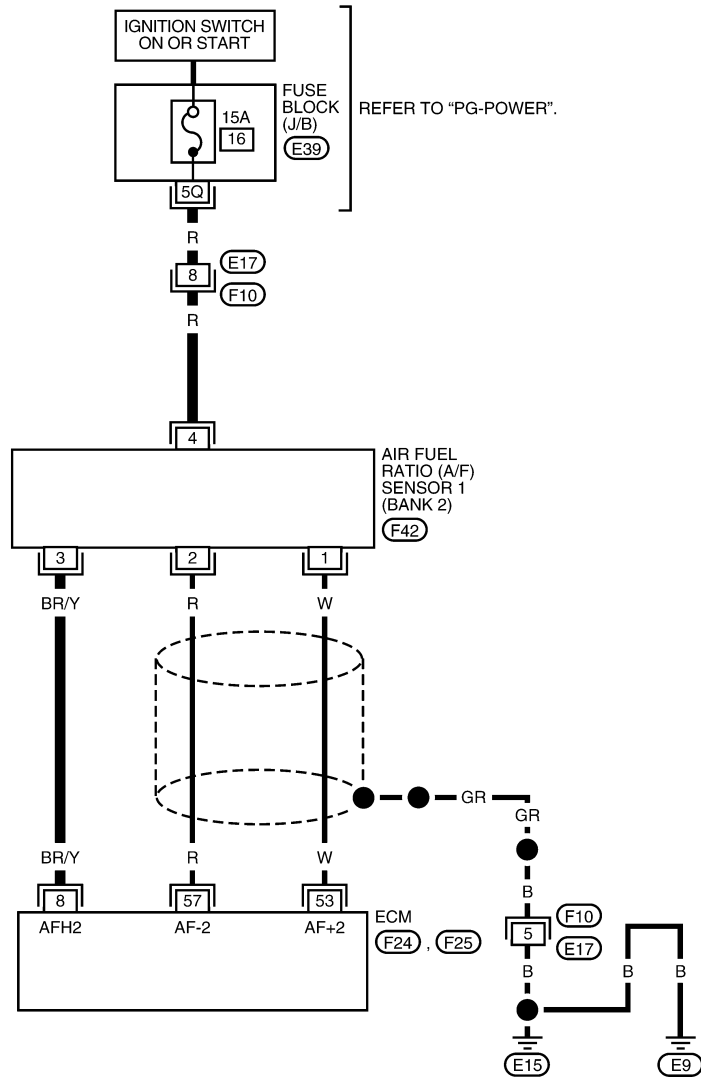 IGNITION SWITCH
ON OR START
FUSE
BLOCK
(J/B)
E39
15A
16
REFER TO “PG-POWER”.
5Q
R
8
E17
F10
R
4
AIR FUEL
RATIO (A/F)
SENSOR 1
(BANK 2)
F42
3
2
1
BR/Y
R
W
GR
GR
BR/Y
R
W
B
8
57
53
AFH2
AF-2
AF+2
ECM
F24 , F25
F10
5
E17
B
B
B
E15
E9